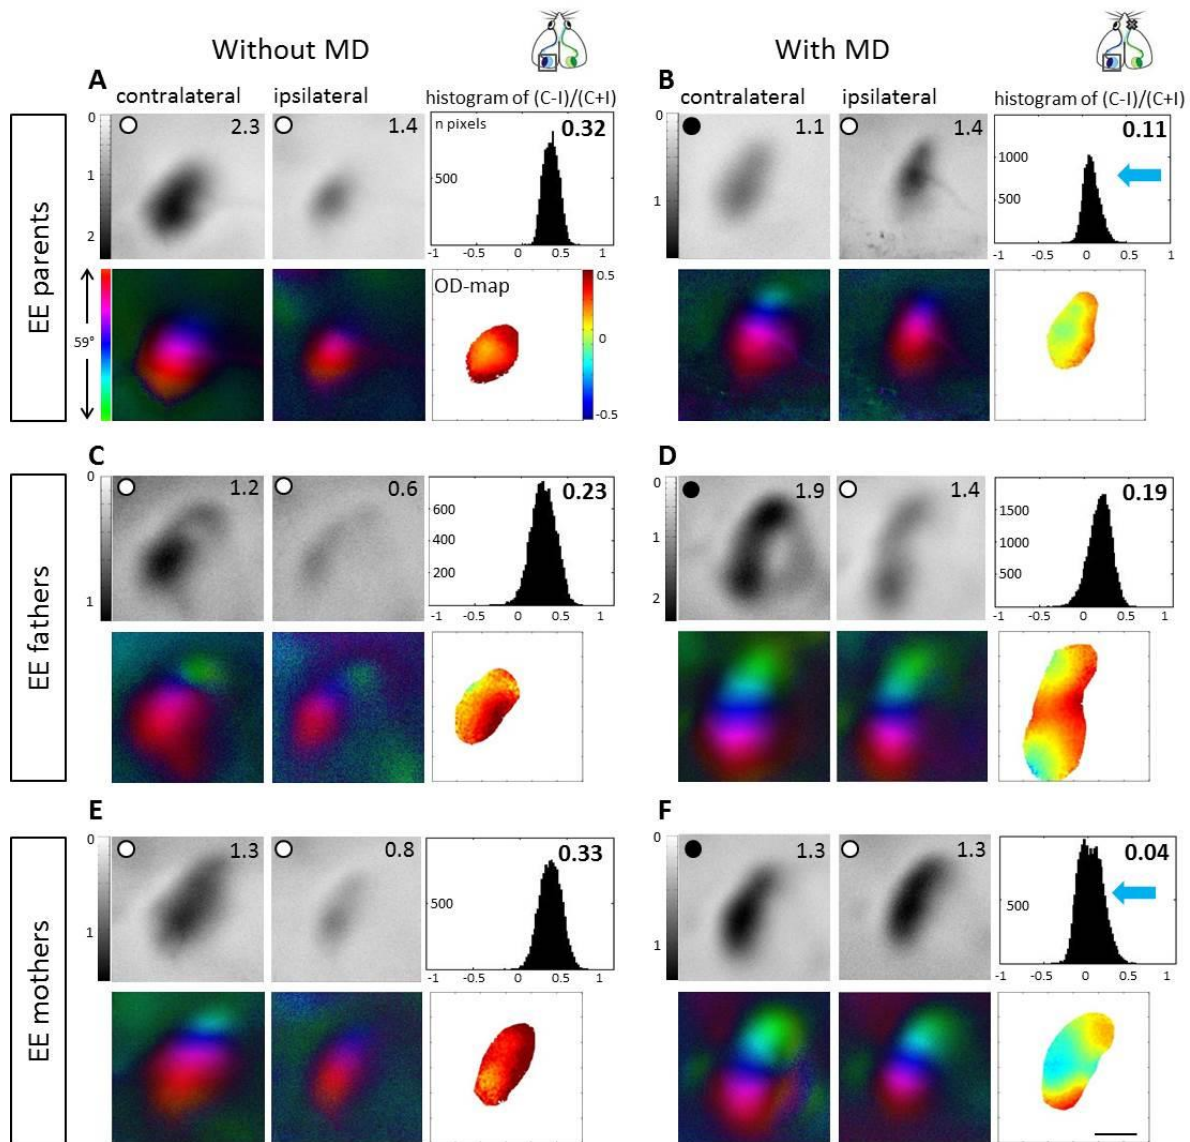 Without MD
With MD
A
contralateral
ipsilateral
histogram of (C-I)/(C+I)
B
contralateral
ipsilateral
histogram of (C-I)/(C+I)
EE parents
0
1
2
2.3
1.4
n pixels
0.32
500
-1 -0.5 0 0.5 1
59°
OD-map
0.5
0
-0.5
0
1
1.1
1.4
0.11
1000
500
-1 -0.5 0 0.5 1
C
D
EE fathers
0
1
1.2
0.6
0.23
600
400
200
-1 -0.5 0 0.5 1
0
1
2
1.9
1.4
0.19
1500
1000
500
-1 -0.5 0 0.5 1
E
F
EE mothers
0
1
1.3
0.8
0.33
500
-1 -0.5 0 0.5 1
0
1
1.3
1.3
0.04
500
-1 -0.5 0 0.5 1